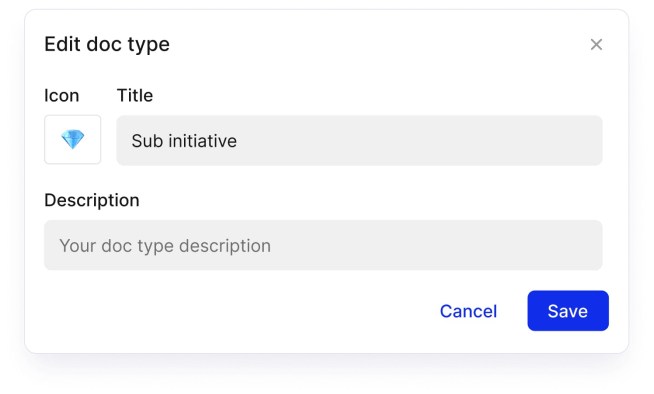 Edit doc type
Icon Title
Sub initiative
Description
Your doc type description
Cancel Save